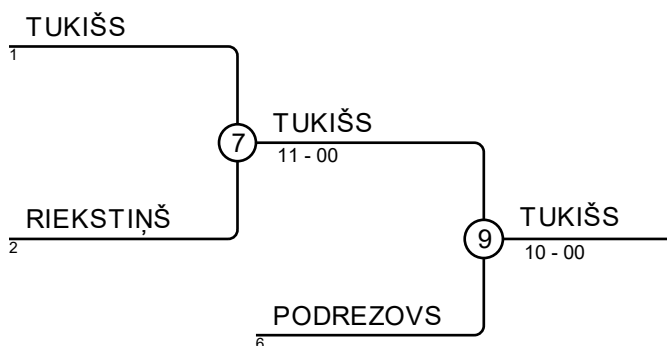 TUKIŠS
1
7
TUKIŠS
11 - 00
RIEKSTIŅŠ
2
9
TUKIŠS
10 - 00
PODREZOVS
6